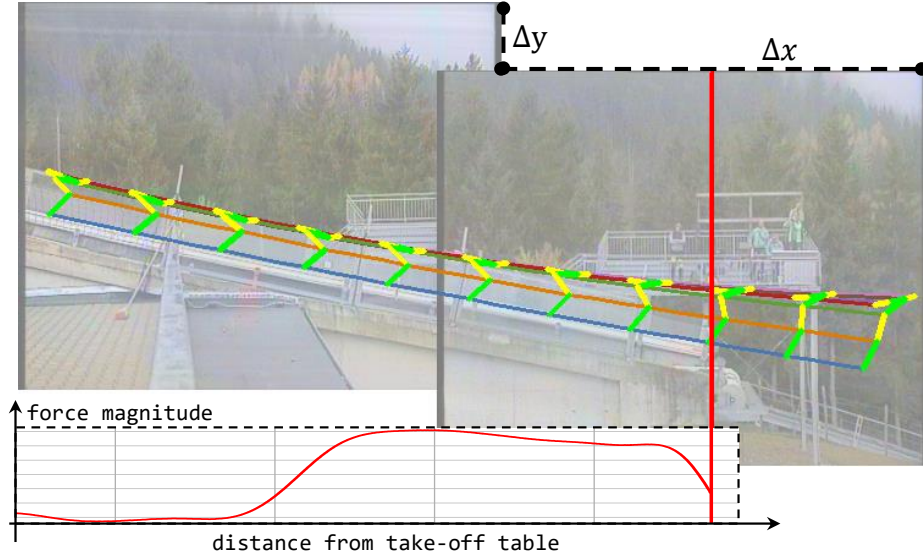 Δy
Δx
force magnitude
distance from take-off table